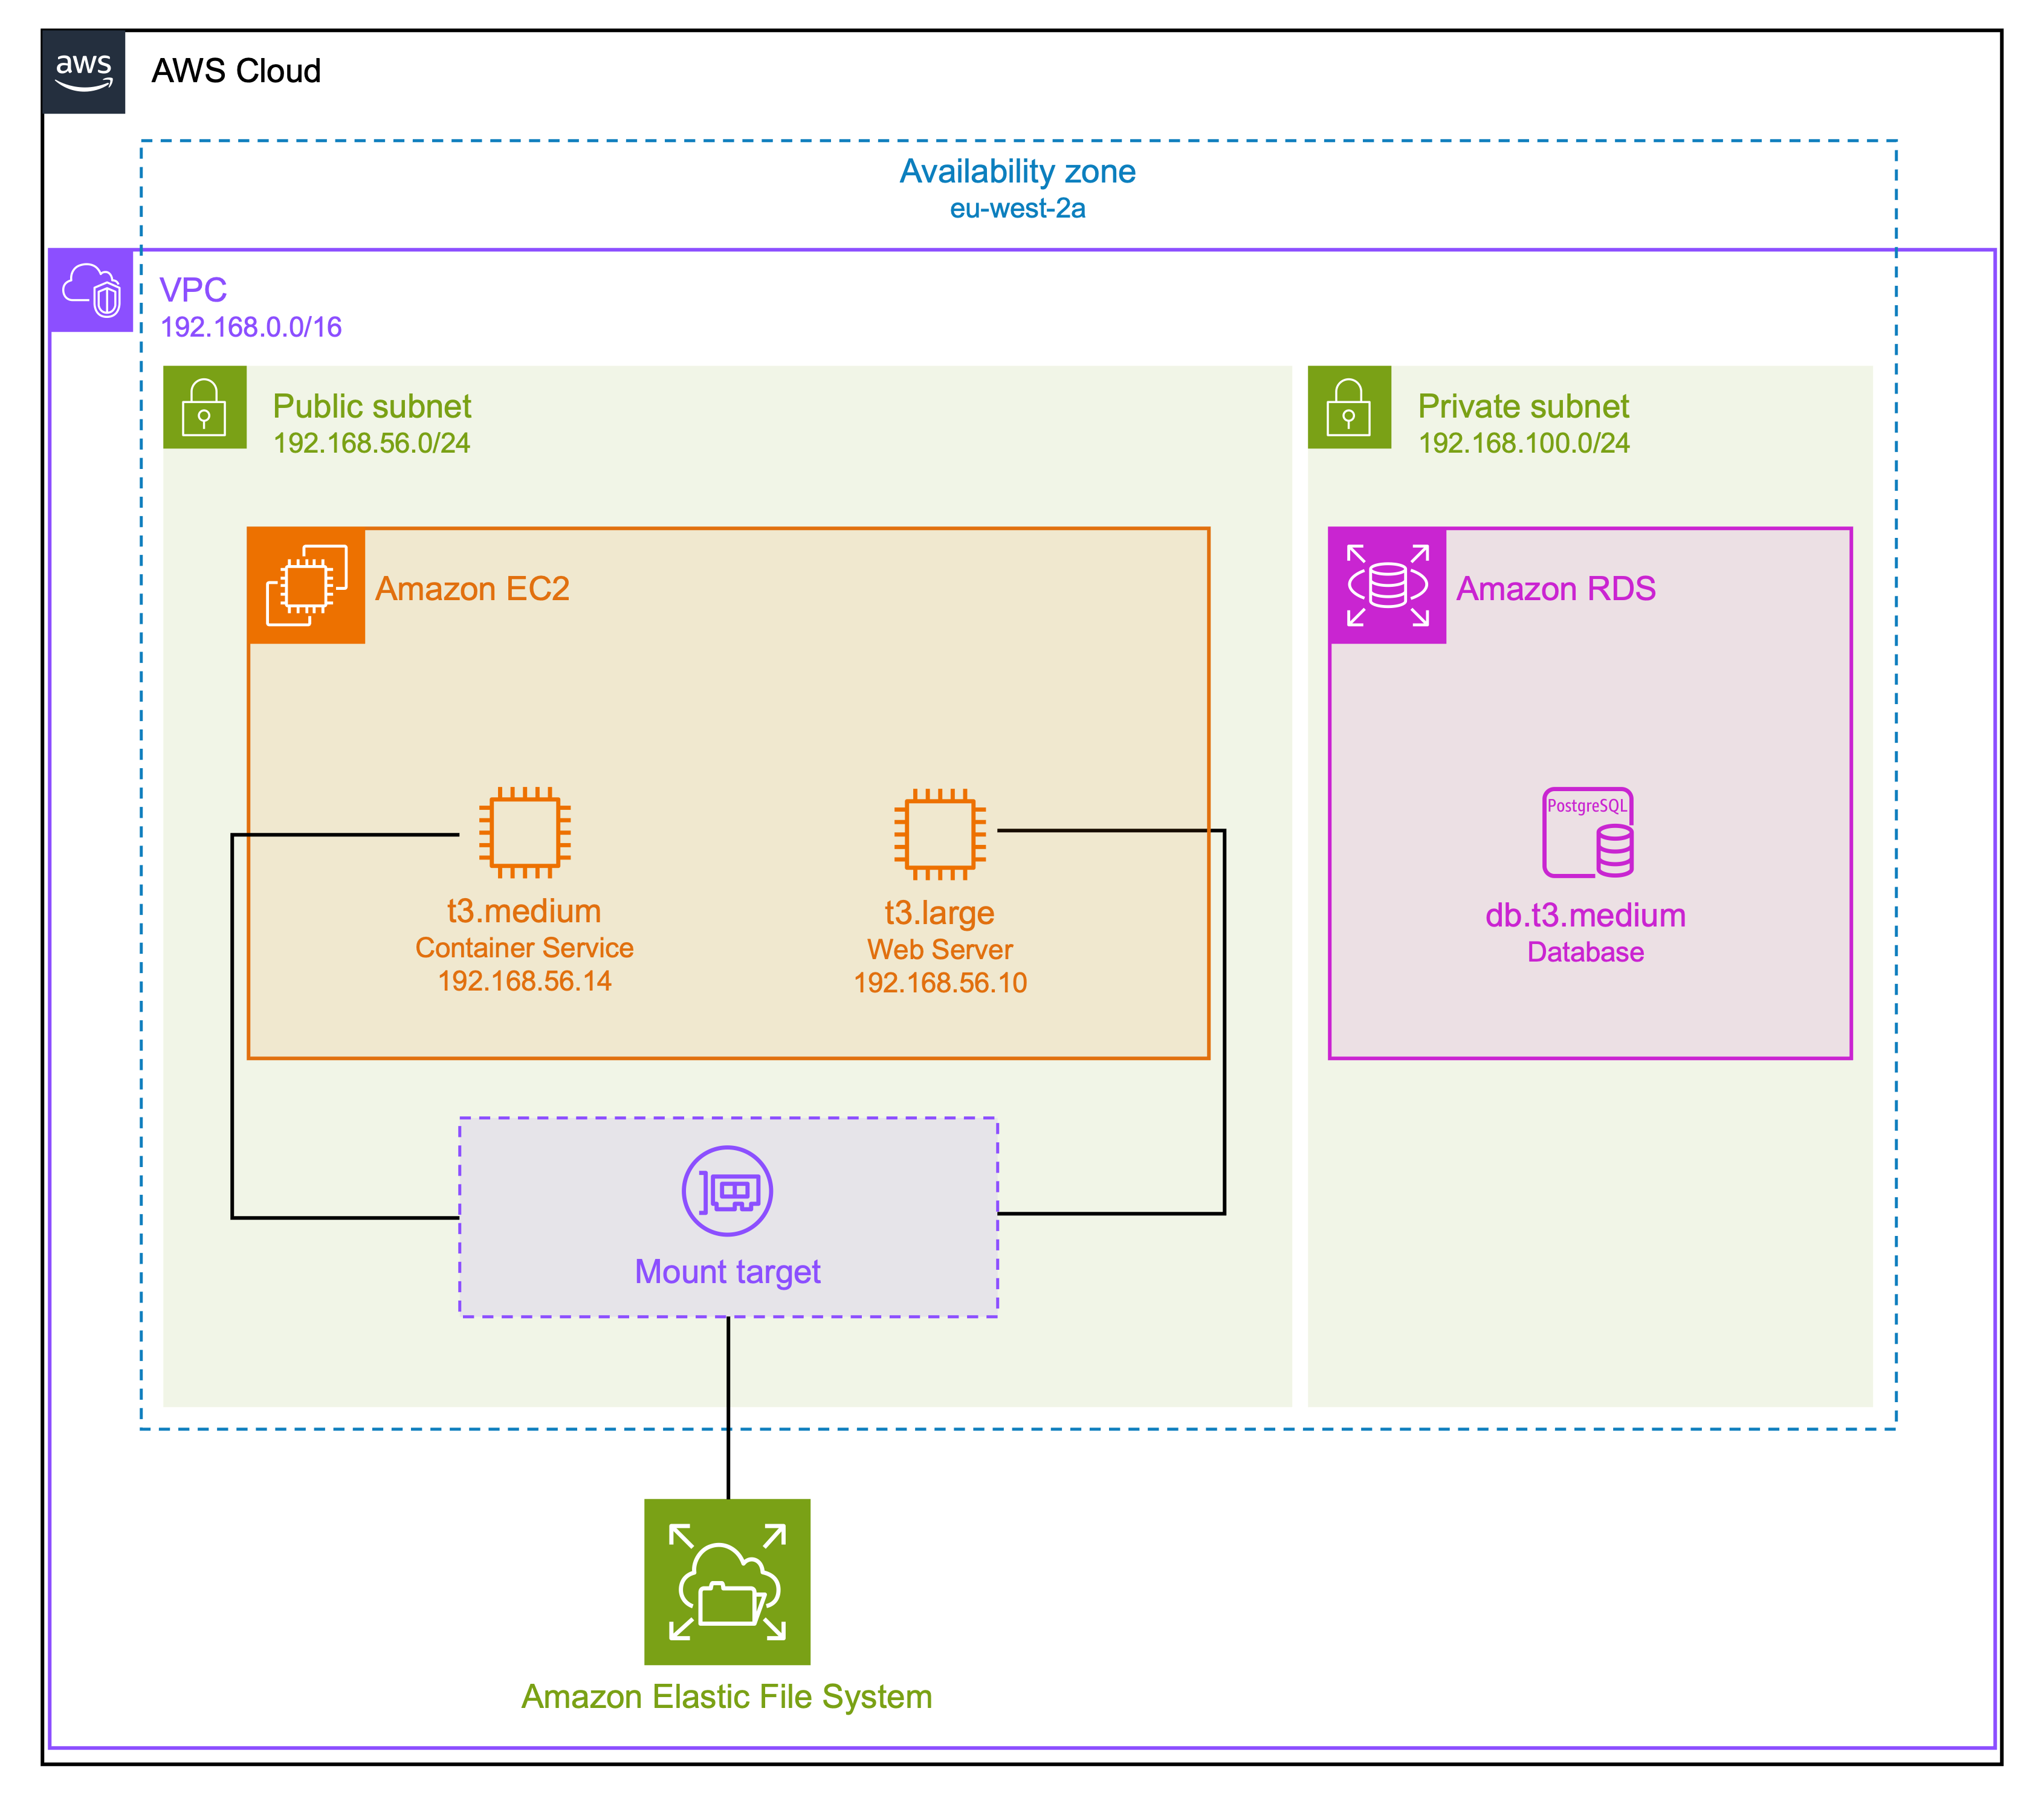 aws
AWS Cloud
Availability zone
eu-west-2a
VPC
192.168.0.0/16
Public subnet
192.168.56.0/24
Private subnet
192.168.100.0/24
Amazon EC2
Amazon RDS
t3.medium
Container Service
192.168.56.14
t3.large
Web Server
192.168.56.10
PostgreSQL
db.t3.medium
Database
Mount target
Amazon Elastic File System